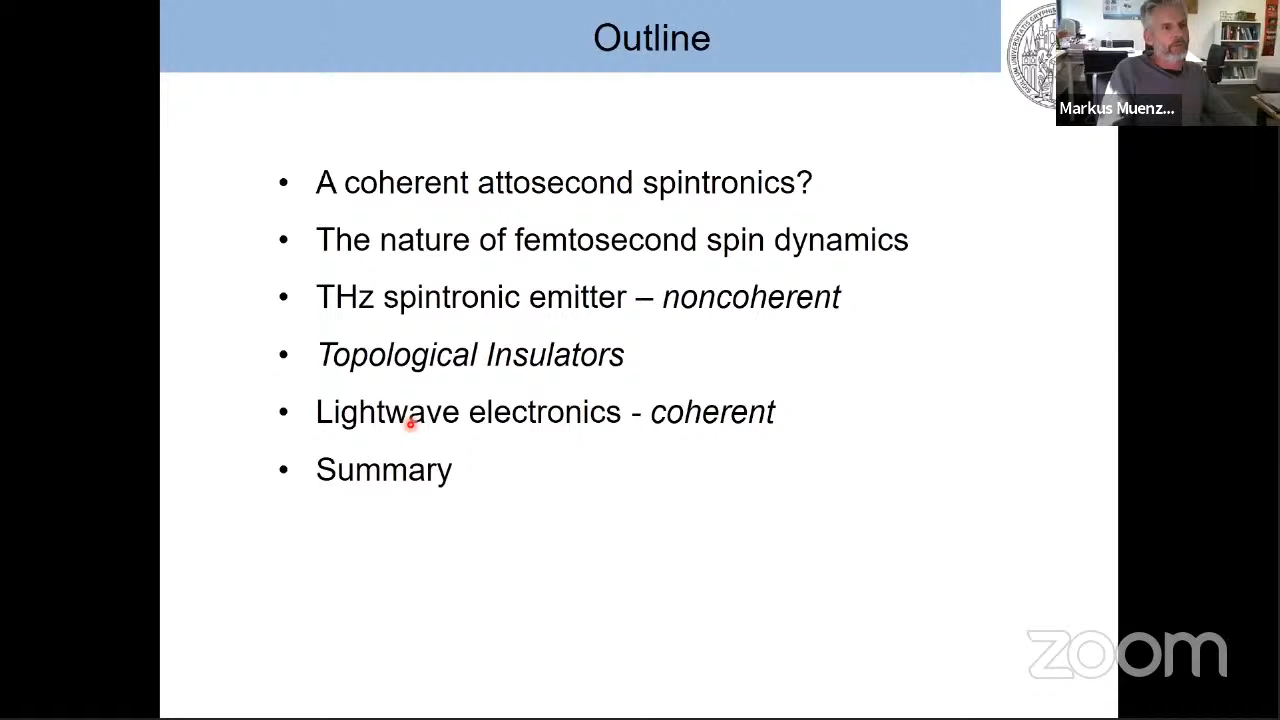 Outline
Markus Muenz...
• A coherent attosecond spintronics?
• The nature of femtosecond spin dynamics
• THz spintronic emitter – noncoherent
• Topological Insulators
• Lightwave electronics - coherent
• Summary
zoom